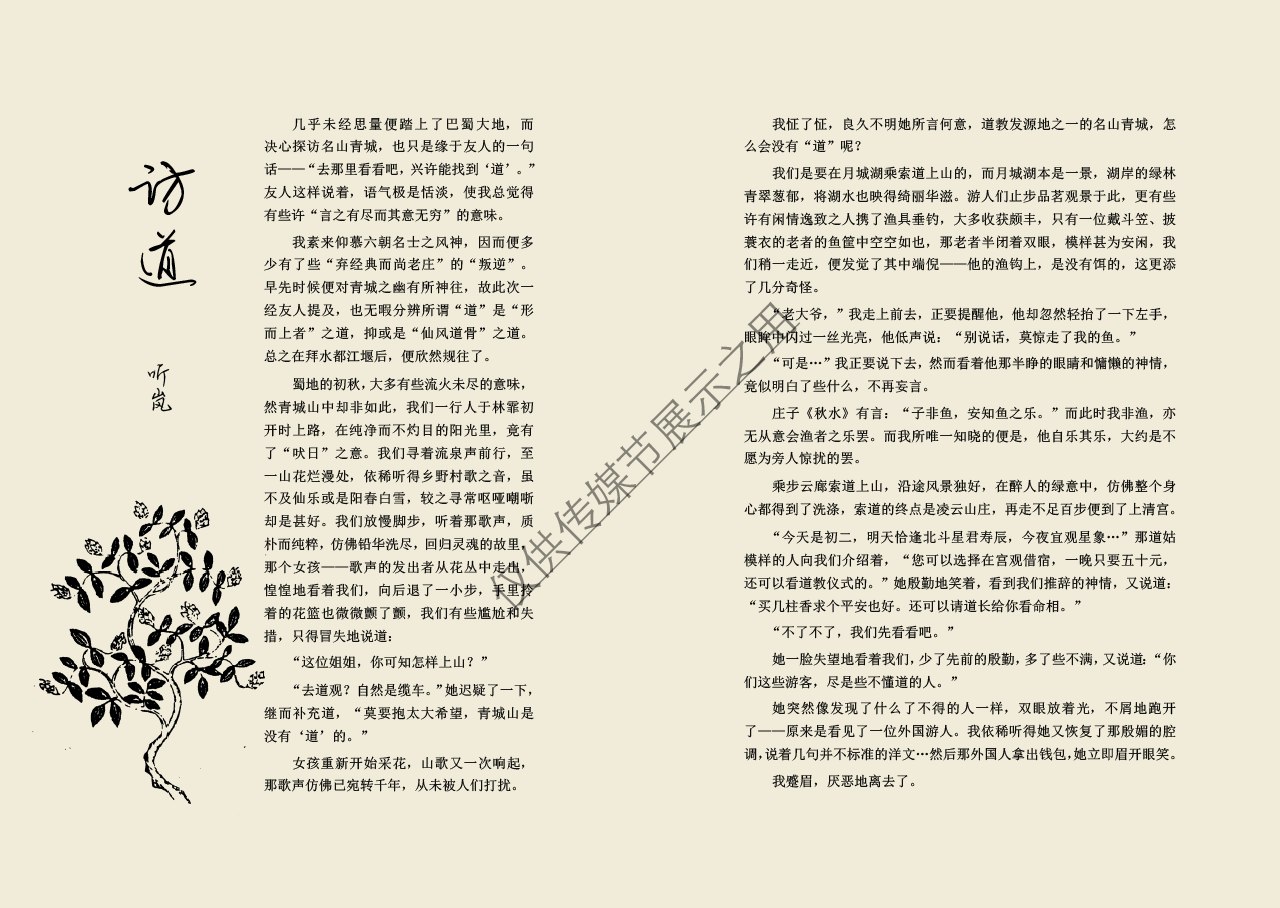 访道
听岚
几乎未经思量便踏上了巴蜀大地，而
决心探访名山青城，也只是缘于友人的一句
话——“去那里看看吧，兴许能找到‘道’。”
友人这样说着，语气极是恬淡，使我总觉得
有些许“言之有尽而其意无穷”的意味。
我素来仰慕六朝名士之风神，因而便多
少有了些“弃经典而尚老庄”的“叛逆”。
早先时候便对青城之幽有所神往，故此次一
经友人提及，也无暇分辨所谓“道”是“形
而上者”之道，抑或是“仙风道骨”之道。
总之在拜水都江堰后，便欣然规往了。
蜀地的初秋，大多有些流火未尽的意味，
然青城山中却非如此，我们一行人于林霏初
开时上路，在纯净而不灼目的阳光里，竟有
了“吠日”之意。我们寻着流泉声前行，至
一山花烂漫处，依稀听得乡野村歌之音，虽
不及仙乐或是阳春白雪，较之寻常呕哑嘲哳
却是甚好。我们放慢脚步，听着那歌声，质
朴而纯粹，仿佛铅华洗尽，回归灵魂的故里，
那个女孩——歌声的发出者从花丛中走出，
惶惶地看着我们，向后退了一小步，手里拎
着的花篮也微微颤了颤，我们有些尴尬和失
措，只得冒失地说道：
“这位姐姐，你可知怎样上山？”
“去道观？自然是缆车。”她迟疑了一下，
继而补充道，“莫要抱太大希望，青城山是
没有‘道’的。”
女孩重新开始采花，山歌又一次响起，
那歌声仿佛已宛转千年，从未被人们打扰。
我怔了怔，良久不明她所言何意，道教发源地之一的名山青城，怎
么会没有“道”呢？
我们是要在月城湖乘索道上山的，而月城湖本是一景，湖岸的绿林
青翠葱郁，将湖水也映得绮丽华滋。游人们止步品茗观景于此，更有些
许有闲情逸致之人携了渔具垂钓，大多收获颇丰，只有一位戴斗笠、披
蓑衣的老者的鱼筐中空空如也，那老者半闭着双眼，模样甚为安闲，我
们稍一走近，便发觉了其中端倪——他的渔钩上，是没有饵的，这更添
了几分奇怪。
“老大爷，”我走上前去，正要提醒他，他却忽然轻抬了一下左手，
眼眸中闪过一丝光亮，他低声说：“别说话，莫惊走了我的鱼。”
“可是…”我正要说下去，然而看着他那半睁的眼睛和慵懒的神情，
竟似明白了些什么，不再妄言。
庄子《秋水》有言：“子非鱼，安知鱼之乐。”而此时我非渔，亦
无从意会渔者之乐罢。而我所唯一知晓的便是，他自乐其乐，大约是不
愿为旁人惊扰的罢。
乘步云廊索道上山，沿途风景独好，在醉人的绿意中，仿佛整个身
心都得到了洗涤，索道的终点是凌云山庄，再走不足百步便到了上清宫。
“今天是初二，明天恰逢北斗星君寿辰，今夜宜观星象…”那道姑
模样的人向我们介绍着，“您可以选择在宫观借宿，一晚只要五十元，
还可以看道教仪式的。”她殷勤地笑着，看到我们推辞的神情，又说道：
“买几柱香求个平安也好。还可以请道长给你看命相。”
“不了不了，我们先看看吧。”
她一脸失望地看着我们，少了先前的殷勤，多了些不满，又说道：“你
们这些游客，尽是些不懂道的人。”
她突然像发现了什么了不得的人一样，双眼放着光，不屑地跑开
了——原来是看见了一位外国游人。我依稀听得她又恢复了那殷媚的腔
调，说着几句并不标准的洋文…然后那外国人拿出钱包，她立即眉开眼笑。
我蹙眉，厌恶地离去了。
仅供传媒节展示之用